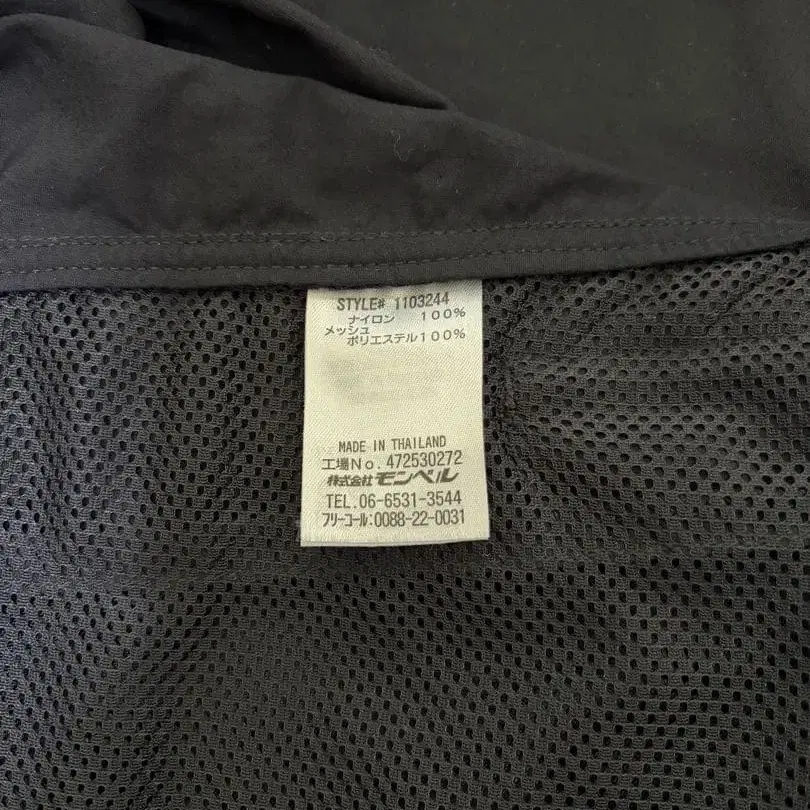 STYLE# 1103244
ナイロン 100%
メッシュ
ポリエステル100%
MADE IN THAILAND
工場No. 472530272
株式会社モンベル
TEL.06-6531-3544
フリーコール:0088-22-0031